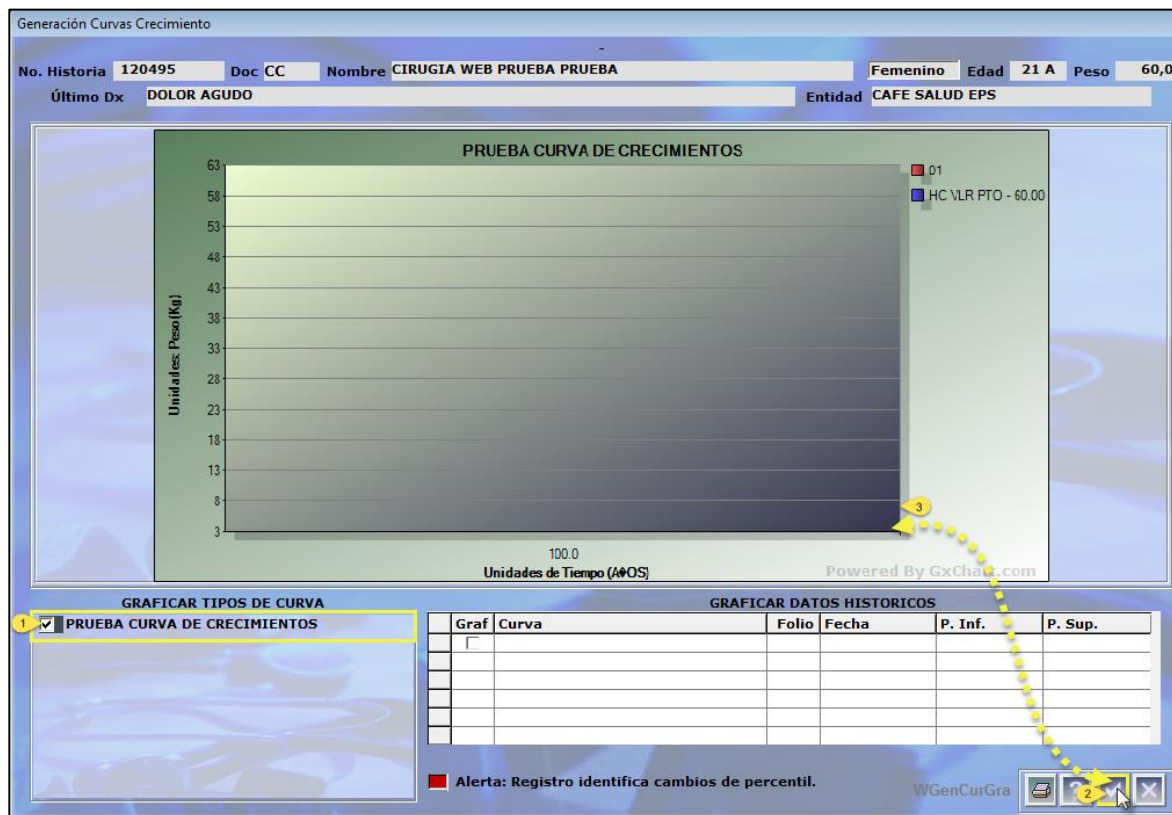 Generación Curvas Crecimiento
-
No. Historia 120495 Doc CC Nombre CIRUGIA WEB PRUEBA PRUEBA Femenino Edad 21 A Peso 60,0
Último Dx DOLOR AGUDO Entidad CAFE SALUD EPS
PRUEBA CURVA DE CRECIMIENTOS
01
HC VLR PTO - 60.00
Unidades: Peso(Kg)
63
58
53
48
43
38
33
28
23
18
13
8
3
3
100.0
Unidades de Tiempo (A�OS)
Powered By GxChart.com
GRAFICAR TIPOS DE CURVA
1 PRUEBA CURVA DE CRECIMIENTOS
GRAFICAR DATOS HISTORICOS
Graf Curva Folio Fecha P. Inf. P. Sup.
Alerta: Registro identifica cambios de percentil.
WGenCurGra ? 2